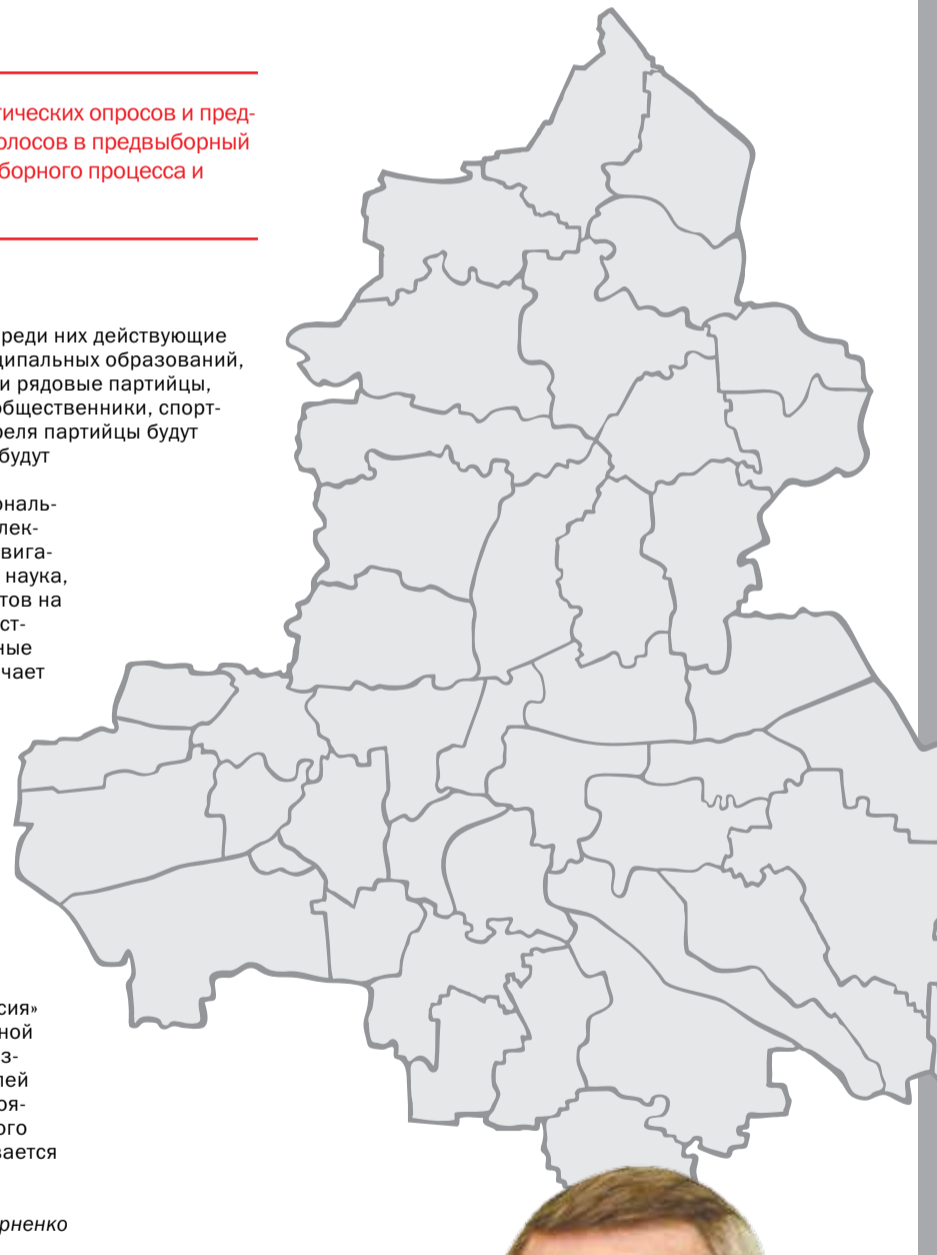 тических опросов и пред-
олосов в предвыборный
борного процесса и
реди них действующие
ципальных образований,
и рядовые партийцы,
общественники, спорт-
реля партийцы будут
будут
ональ-
лек-
вига-
наука,
тов на
ст-
ные
чает
сия»
ной
з-
лей
оя-
ого
вается
рненко